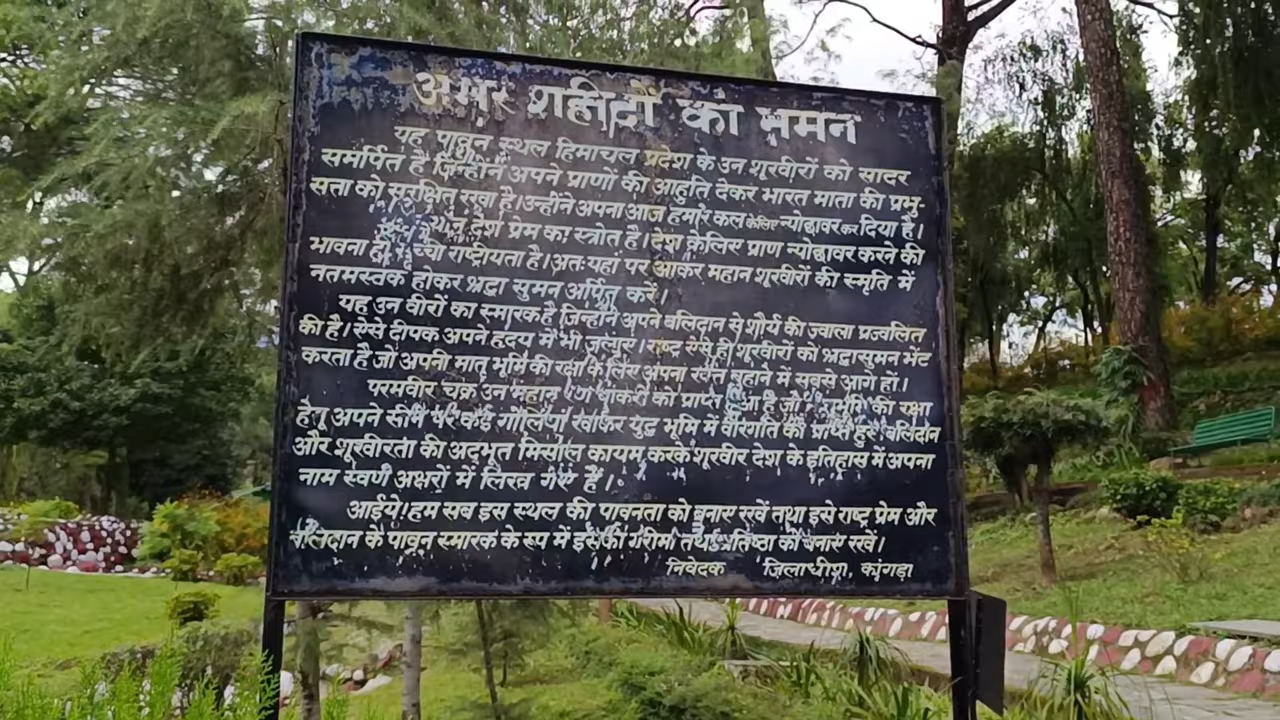 अमर शहीदों को नमन
यह पावन स्थल हिमाचल प्रदेश के उन शूरवीरों को सादर
समर्पित है जिन्होंने अपने प्राणों की आहुति देकर भारत माता की प्रभु-
सता को सुरक्षित रखा है। उन्होंने अपना आज हमारे कल केलिए न्योछावर कर दिया है।
देश प्रेम का स्त्रोत है। देश केलिए प्राण न्योछावर करने की
भावना ही सच्ची राष्ट्रीयता है। अतः यहां पर आकर महान शूरवीरों की स्मृति में
नतमस्तक होकर श्रद्धा सुमन अर्पित करें।
यह उन वीरों का स्मारक है जिन्होंने अपने बलिदान से शौर्य की ज्वाला प्रज्वलित
की है। ऐसे दीपक अपने हृदय में भी जलाएं। राष्ट्र ऐसे ही शूरवीरों को श्रद्धासुमन भेंट
करता है जो अपनी मातृ भूमि की रक्षा के लिए अपना रक्त बहाने में सबसे आगे हों।
परमवीर चक्र उन महान को प्राप्त हुआ है जो की रक्षा
हेतू अपने सीने पर कई गोलियां खाकर युद्ध भूमि में वीरगति को प्राप्त हुए। बलिदान
और शूरवीरता की अदभुत मिसाल कायम करके शूरवीर देश के इतिहास में अपना
नाम स्वर्ण अक्षरों में लिख गए हैं।
आईये! हम सब इस स्थल की पावनता को बनाए रखें तथा इसे राष्ट्र प्रेम और
बलिदान के पावन स्मारक के रूप में इसकी गरीमा तथा प्रतिष्ठा को बनाए रखें।
निवेदक जिलाधीश, कांगड़ा